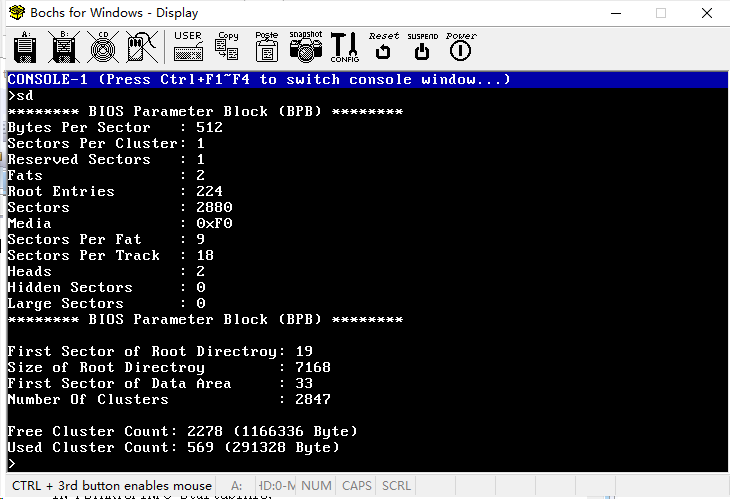 Bochs for Windows - Display
A: B: CD USER Copy Paste Snapshot CONFIG Reset SUSPEND Power
CONSOLE-1 (Press Ctrl+F1~F4 to switch console window...)
>sd
******** BIOS Parameter Block (BPB) ********
Bytes Per Sector : 512
Sectors Per Cluster: 1
Reserved Sectors : 1
Fats : 2
Root Entries : 224
Sectors : 2880
Media : 0xF0
Sectors Per Fat : 9
Sectors Per Track : 18
Heads : 2
Hidden Sectors : 0
Large Sectors : 0
******** BIOS Parameter Block (BPB) ********
First Sector of Root Directroy: 19
Size of Root Directroy : 7168
First Sector of Data Area : 33
Number Of Clusters : 2847
Free Cluster Count: 2278 (1166336 Byte)
Used Cluster Count: 569 (291328 Byte)
>
CTRL + 3rd button enables mouse A: HD:0-M NUM CAPS SCRL